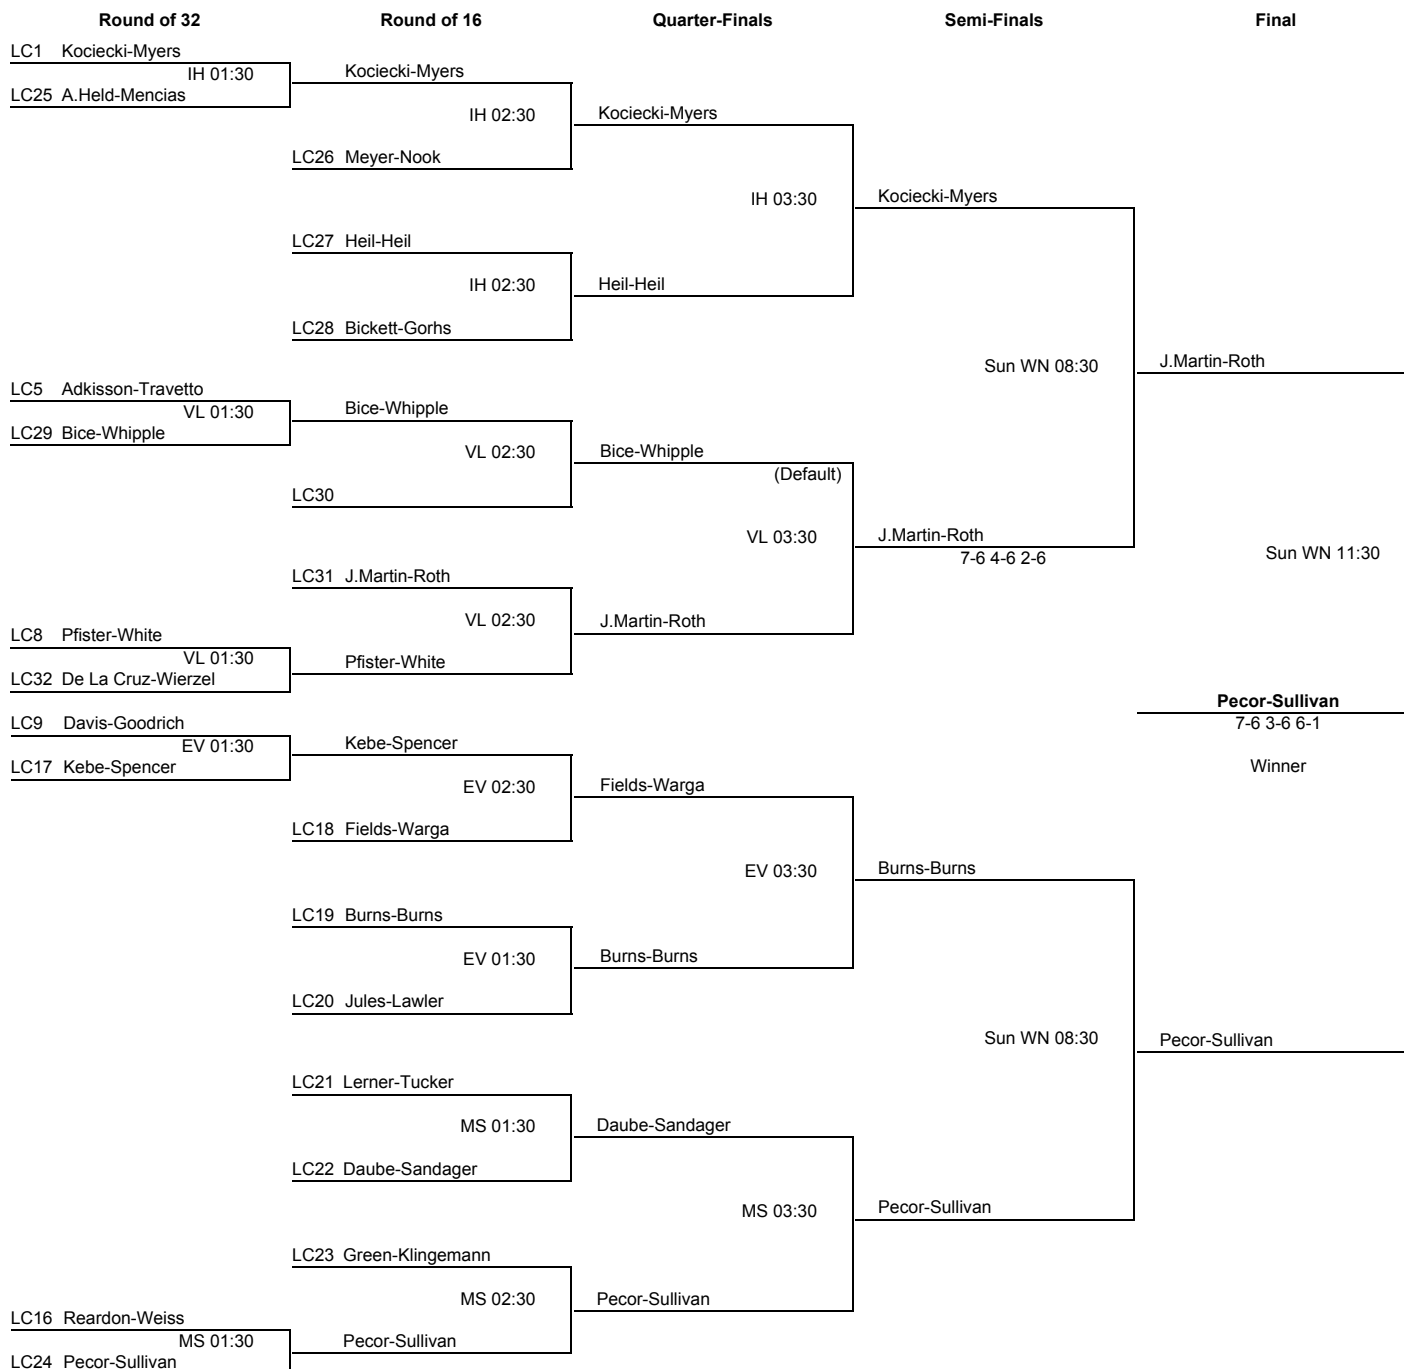 Round of 32 Round of 16 Quarter-Finals Semi-Finals Final
LC1 Kociecki-Myers
IH 01:30
Kociecki-Myers
LC25 A.Held-Mencias
IH 02:30
Kociecki-Myers
LC26 Meyer-Nook
IH 03:30
Kociecki-Myers
LC27 Heil-Heil
IH 02:30
Heil-Heil
LC28 Bickett-Gorhs
Sun WN 08:30
J.Martin-Roth
LC5 Adkisson-Travetto
VL 01:30
Bice-Whipple
LC29 Bice-Whipple
VL 02:30
Bice-Whipple
(Default)
LC30
VL 03:30
J.Martin-Roth
7-6 4-6 2-6
Sun WN 11:30
LC31 J.Martin-Roth
VL 02:30
J.Martin-Roth
LC8 Pfister-White
VL 01:30
Pfister-White
LC32 De La Cruz-Wierzel
Pecor-Sullivan
7-6 3-6 6-1
Winner
LC9 Davis-Goodrich
EV 01:30
Kebe-Spencer
LC17 Kebe-Spencer
EV 02:30
Fields-Warga
LC18 Fields-Warga
EV 03:30
Burns-Burns
LC19 Burns-Burns
EV 01:30
Burns-Burns
LC20 Jules-Lawler
Sun WN 08:30
Pecor-Sullivan
LC21 Lerner-Tucker
MS 01:30
Daube-Sandager
LC22 Daube-Sandager
MS 03:30
Pecor-Sullivan
LC23 Green-Klingemann
MS 02:30
Pecor-Sullivan
LC16 Reardon-Weiss
MS 01:30
Pecor-Sullivan
LC24 Pecor-Sullivan